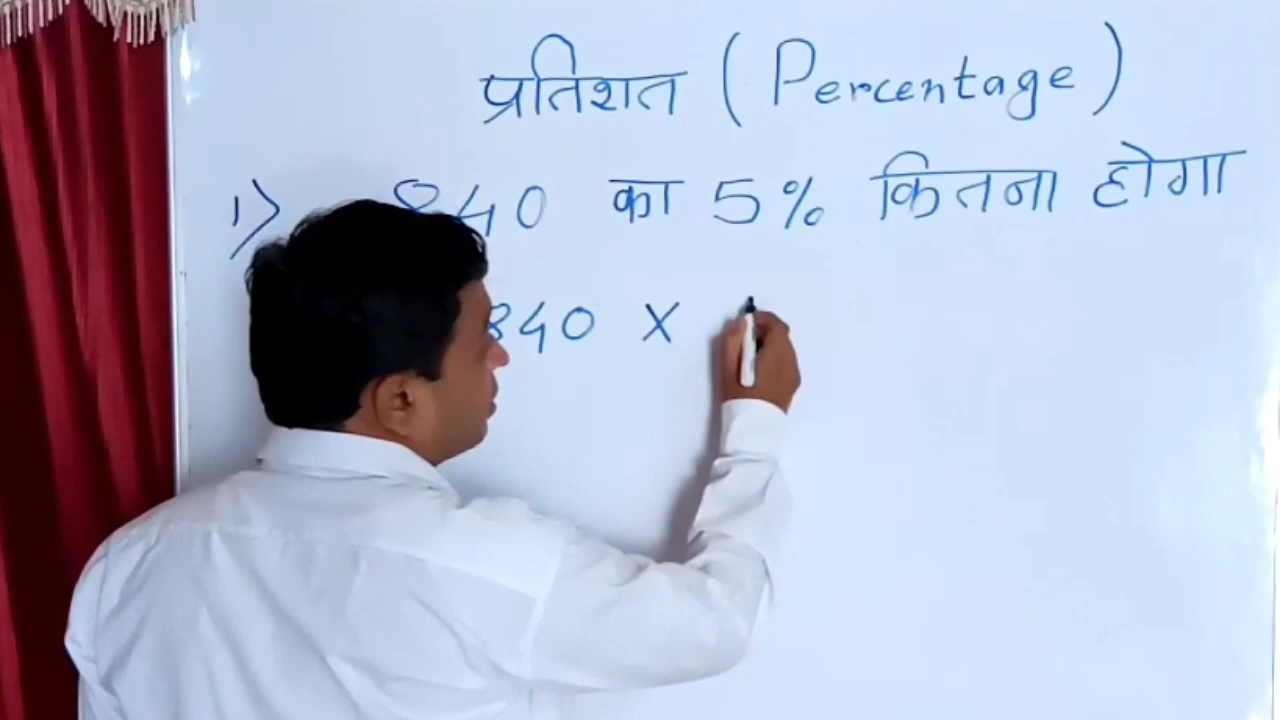 प्रतिशत (Percentage)
1) 840 का 5% कितना होगा
840 X